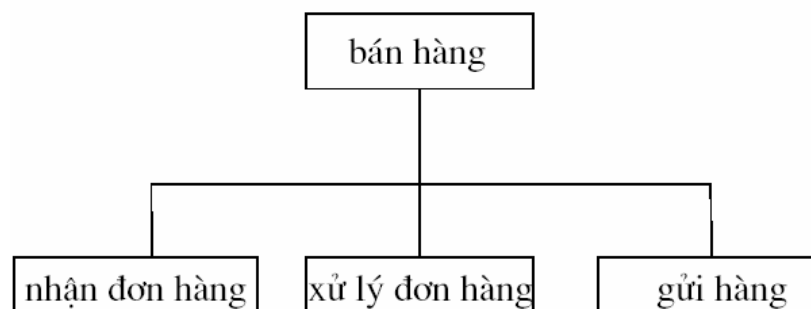 bán hàng
nhận đơn hàng
xử lý đơn hàng
gửi hàng